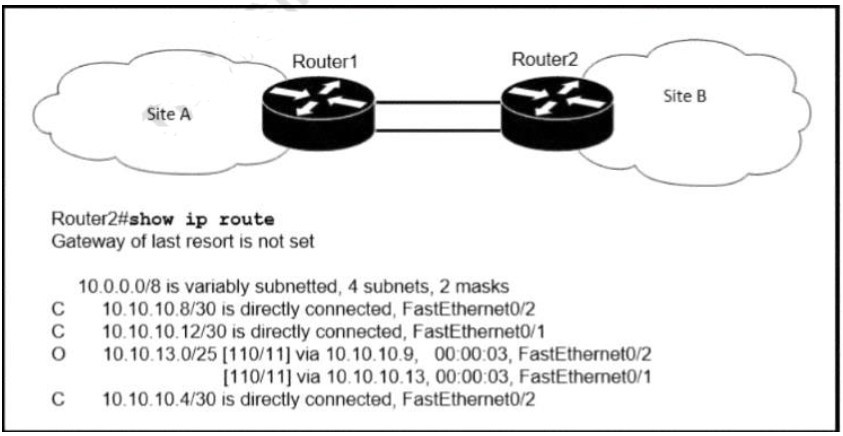 Router1
Router2
Site A
Site B
Router2#show ip route
Gateway of last resort is not set
10.0.0.0/8 is variably subnetted, 4 subnets, 2 masks
C 10.10.10.8/30 is directly connected, FastEthernet0/2
C 10.10.10.12/30 is directly connected, FastEthernet0/1
O 10.10.13.0/25 [110/11] via 10.10.10.9, 00:00:03, FastEthernet0/2
[110/11] via 10.10.10.13, 00:00:03, FastEthernet0/1
C 10.10.10.4/30 is directly connected, FastEthernet0/2